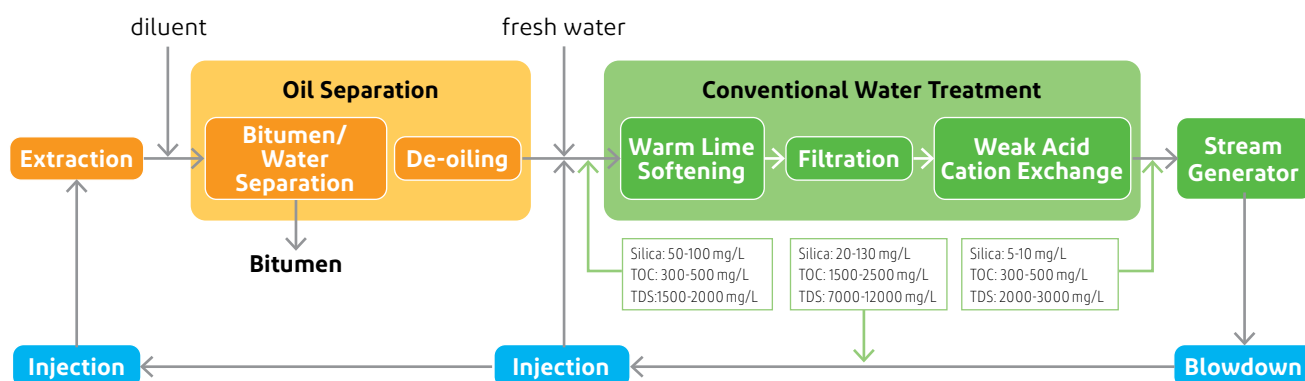 diluent
fresh water
Oil Separation
Conventional Water Treatment
Extraction
Bitumen/
Water
Separation
De-oiling
Warm Lime
Softening
Filtration
Weak Acid
Cation Exchange
Stream
Generator
Bitumen
Silica: 50-100 mg/L
TOC: 300-500 mg/L
TDS:1500-2000 mg/L
Silica: 20-130 mg/L
TOC: 1500-2500 mg/L
TDS: 7000-12000 mg/L
Silica: 5-10 mg/L
TOC: 300-500 mg/L
TDS: 2000-3000 mg/L
Injection
Injection
Blowdown